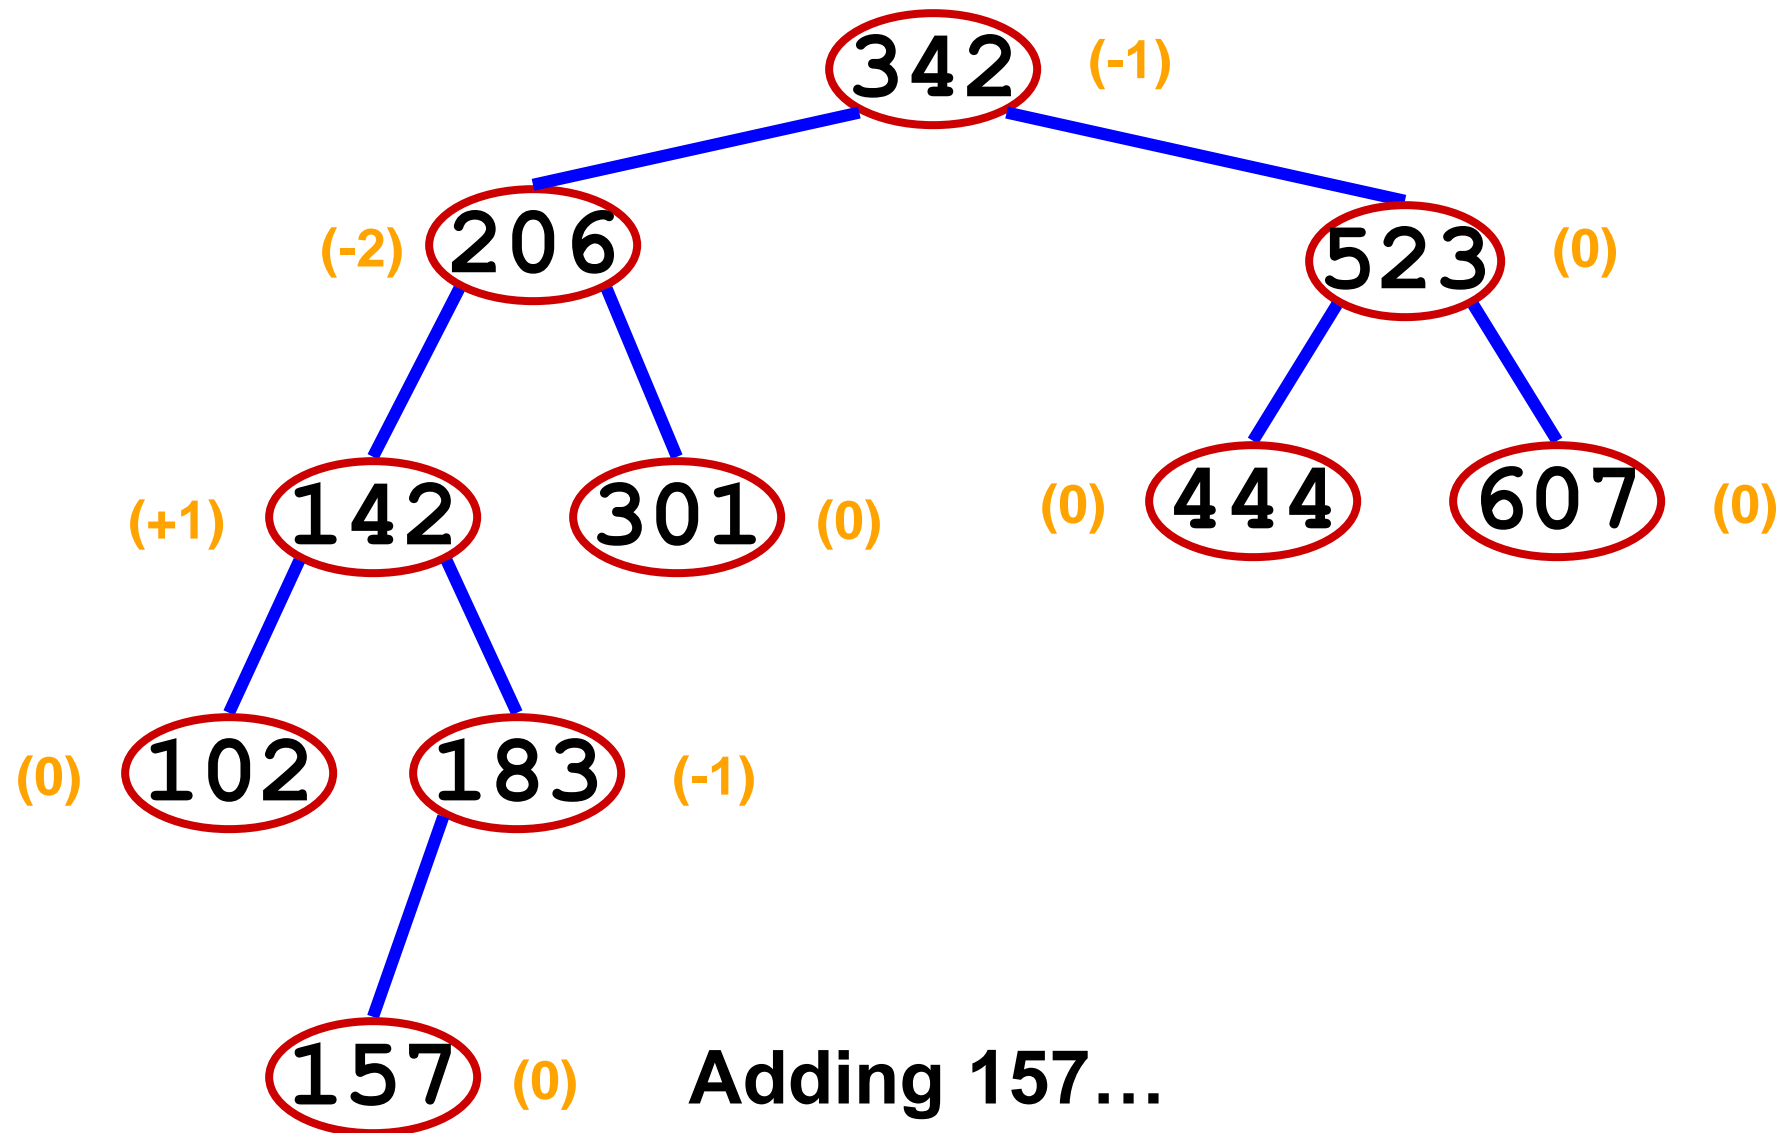 342 (-1)
(-2) 206 523 (0)
(+1) 142 301 (0) (0) 444 607 (0)
(0) 102 183 (-1)
157 (0) Adding 157…